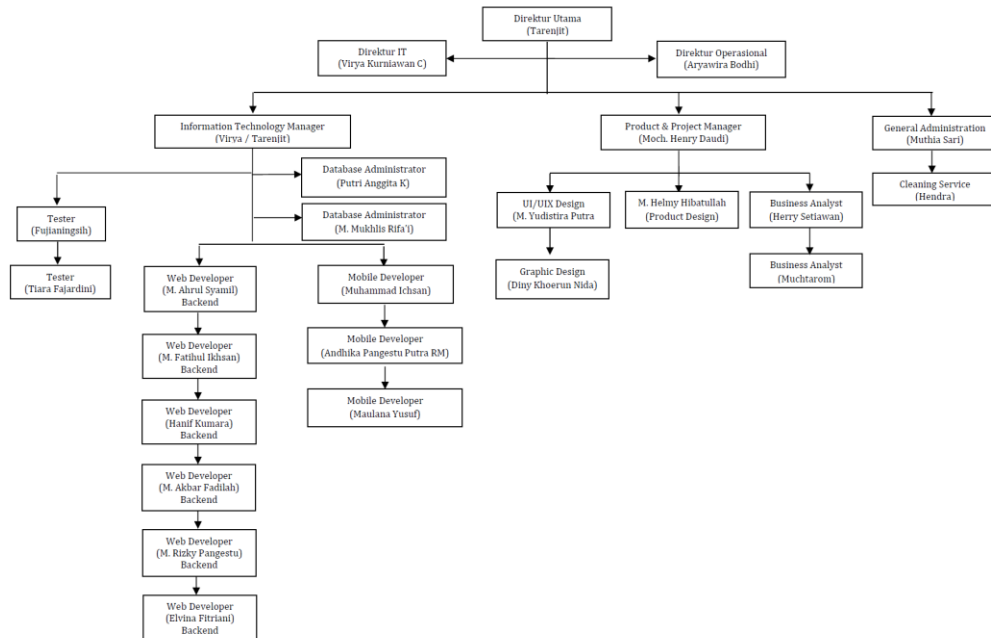 Direktur Utama
(Tarenjit)
Direktur IT
(Virya Kurniawan C)
Direktur Operasional
(Aryawira Bodhi)
Information Technology Manager
(Virya / Tarenjit)
Product & Project Manager
(Moch. Henry Daudi)
General Administration
(Muthia Sari)
Database Administrator
(Putri Anggita K)
Cleaning Service
(Hendra)
Tester
(Fujianingsih)
Database Administrator
(M. Mukhlis Rifa'i)
UI/UIX Design
(M. Yudistira Putra
M. Helmy Hibatullah
(Product Design)
Business Analyst
(Herry Setiawan)
Tester
(Tiara Fajardini)
Web Developer
(M. Ahrul Syamil)
Backend
Mobile Developer
(Muhammad Ichsan)
Graphic Design
(Diny Khoerun Nida)
Business Analyst
(Muchtarom)
Web Developer
(M. Fatihul Ikhsan)
Backend
Mobile Developer
(Andhika Pangestu Putra RM)
Web Developer
(Hanif Kumara)
Backend
Mobile Developer
(Maulana Yusuf)
Web Developer
(M. Akbar Fadilah)
Backend
Web Developer
(M. Rizky Pangestu)
Backend
Web Developer
(Elvina Fitriani)
Backend